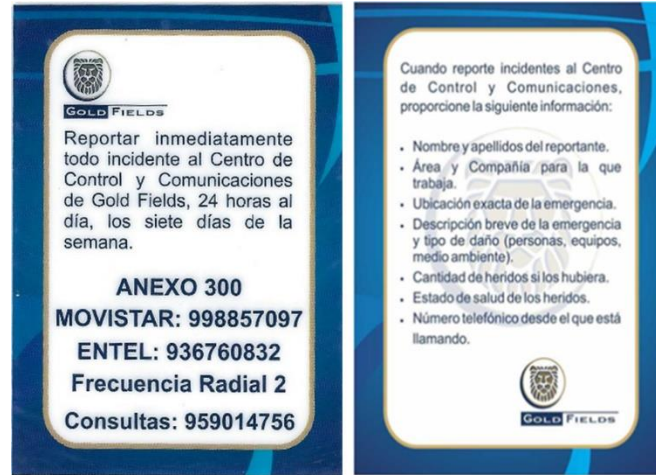 GOLD FIELDS
Reportar inmediatamente
todo incidente al Centro de
Control y Comunicaciones
de Gold Fields, 24 horas al
día, los siete días de la
semana.
ANEXO 300
MOVISTAR: 998857097
ENTEL: 936760832
Frecuencia Radial 2
Consultas: 959014756
Cuando reporte incidentes al Centro
de Control y Comunicaciones,
proporcione la siguiente información:
• Nombre y apellidos del reportante.
• Área y Compañía para la que
trabaja.
• Ubicación exacta de la emergencia.
• Descripción breve de la emergencia
y tipo de daño (personas, equipos,
medio ambiente).
• Cantidad de heridos si los hubiera.
• Estado de salud de los heridos.
• Número telefónico desde el que está
llamando.
GOLD FIELDS